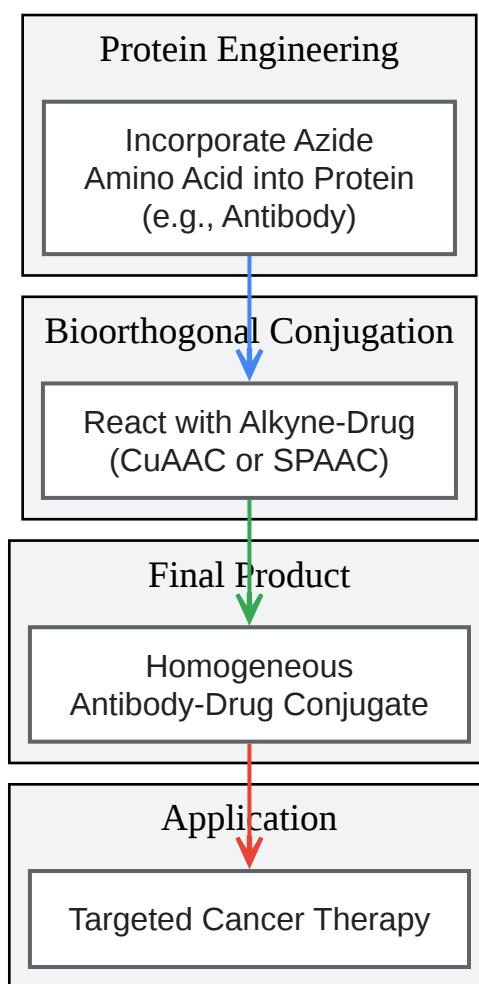 Protein Engineering
Incorporate Azide
Amino Acid into Protein
(e.g., Antibody)
Bioorthogonal Conjugation
React with Alkyne-Drug
(CuAAC or SPAAC)
Final Product
Homogeneous
Antibody-Drug Conjugate
Application
Targeted Cancer Therapy